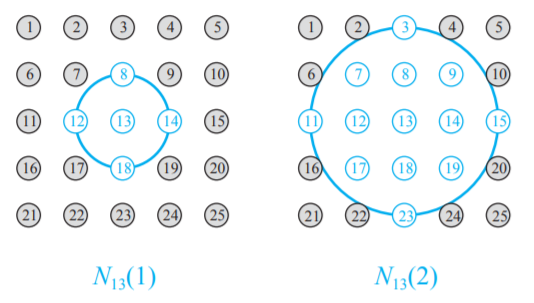 1 2 3 4 5 1 2 3 4 5
6 7 8 9 10 6 7 8 9 10
11 12 13 14 15 11 12 13 14 15
16 17 18 19 20 16 17 18 19 20
21 22 23 24 25 21 22 23 24 25
N₁₃(1) N₁₃(2)